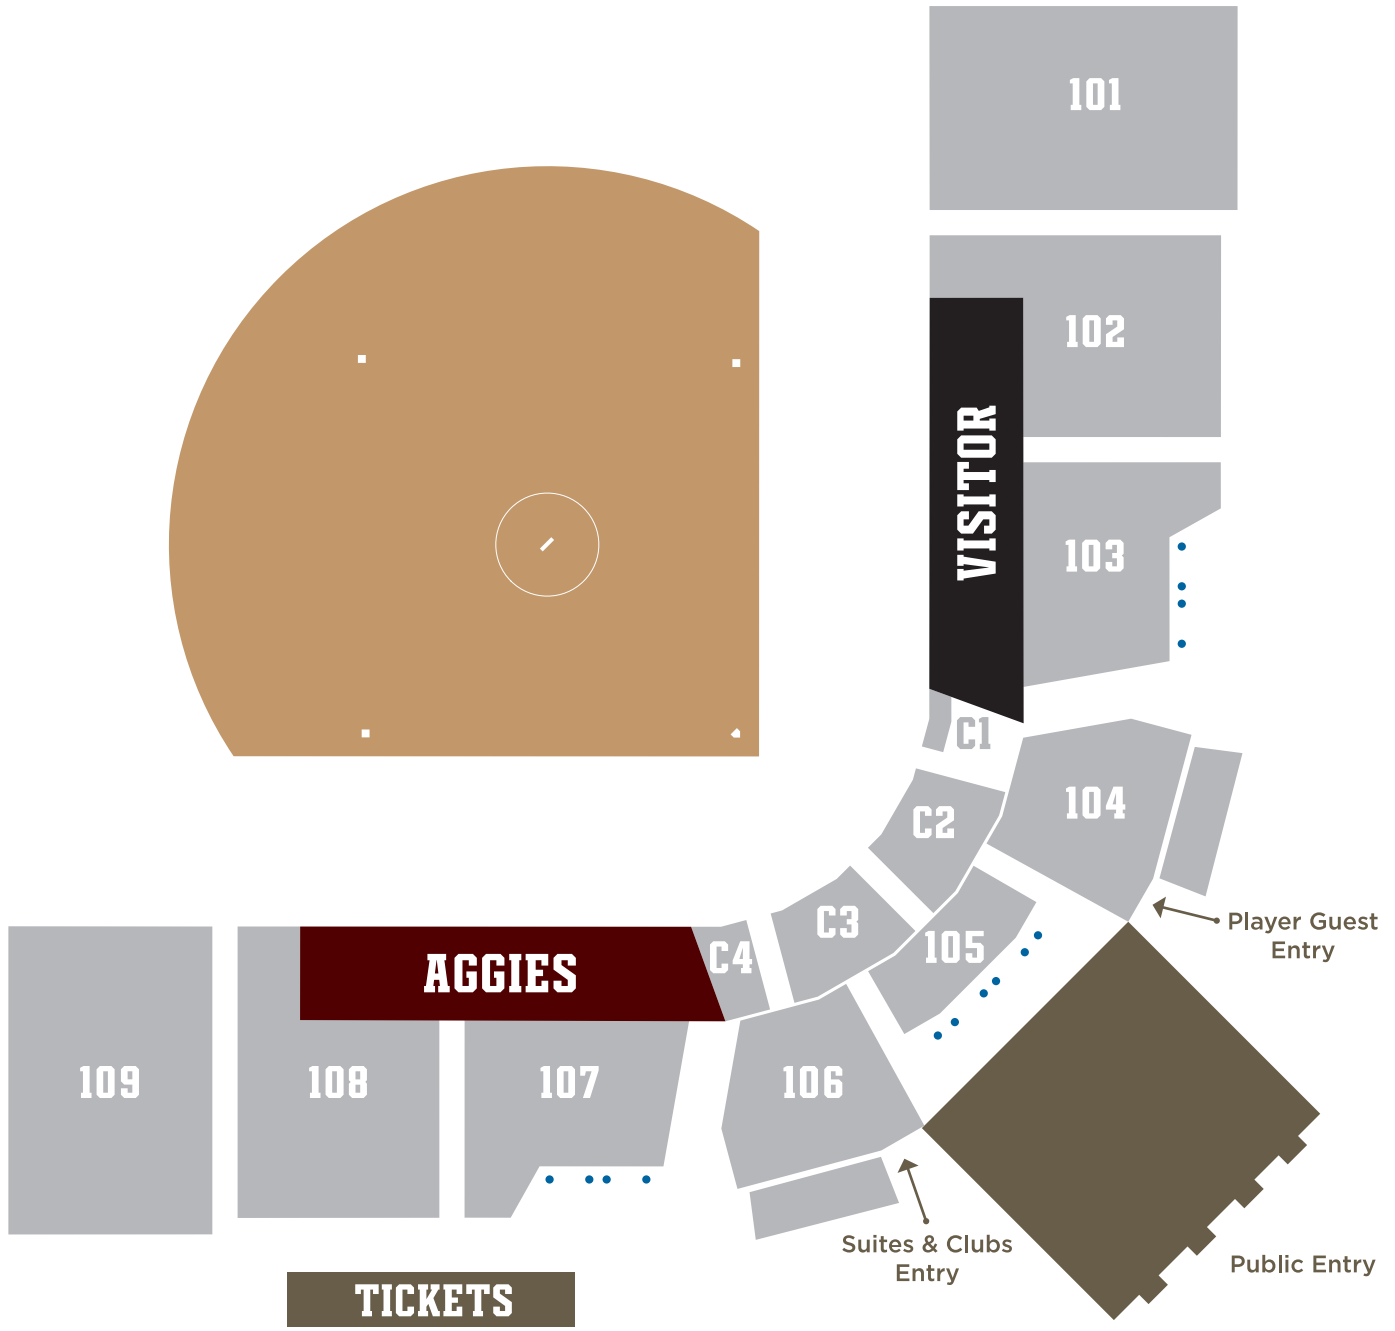 101
102
VISITOR
103
C1
104
C2
C3
105
C4
AGGIES
Player Guest
Entry
109
108
107
106
Suites & Clubs
Entry
Public Entry
TICKETS